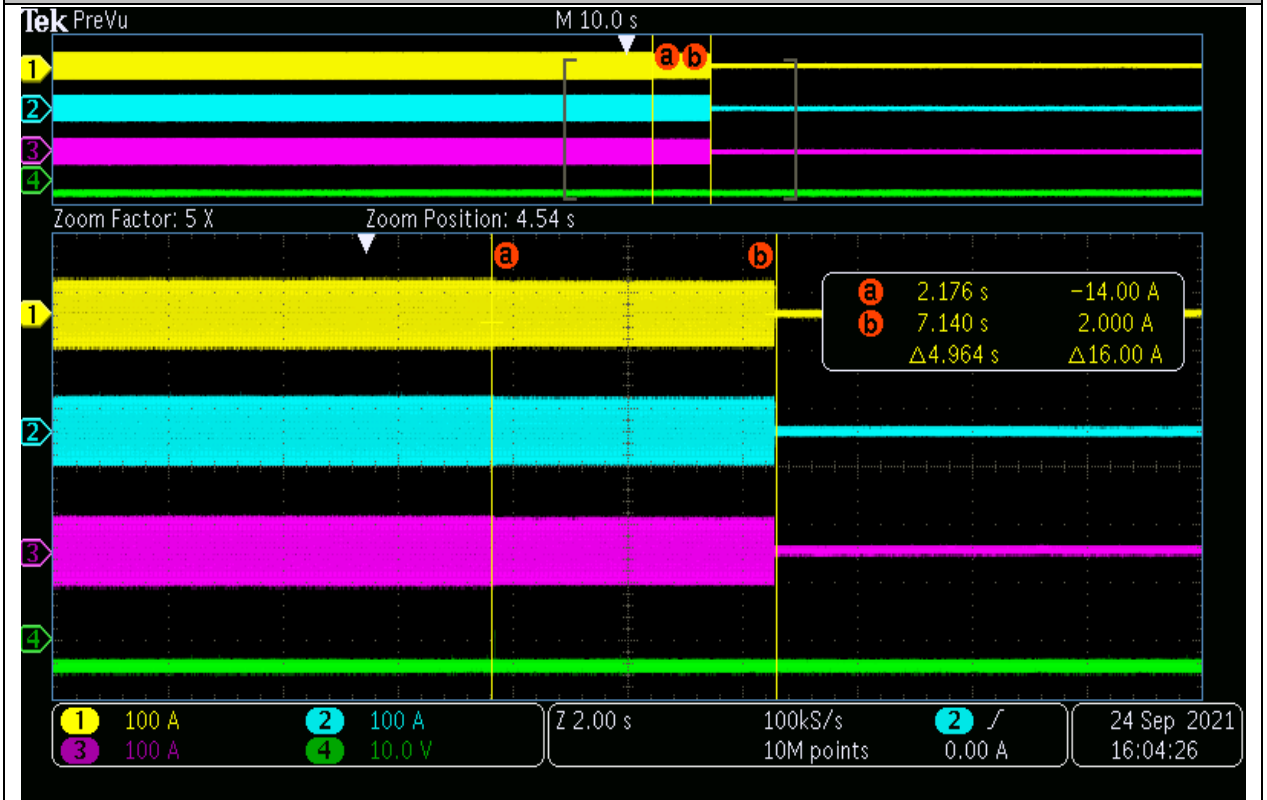 Tek PreVu M 10.0 s
a b
1
2
3
4
Zoom Factor: 5 X Zoom Position: 4.54 s
a b
a 2.176 s −14.00 A
1
b 7.140 s 2.000 A
△4.964 s △16.00 A
2
3
4
1 100 A 2 100 A Z 2.00 s 100kS/s 2 24 Sep 2021
3 100 A 4 10.0 V 10M points 0.00 A 16:04:26